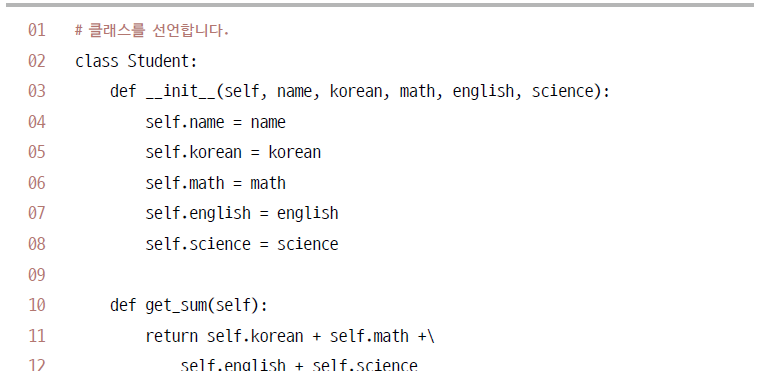 01 # 클래스를 선언합니다.
02 class Student:
03     def __init__(self, name, korean, math, english, science):
04         self.name = name
05         self.korean = korean
06         self.math = math
07         self.english = english
08         self.science = science
09
10     def get_sum(self):
11         return self.korean + self.math +\
12             self.english + self.science